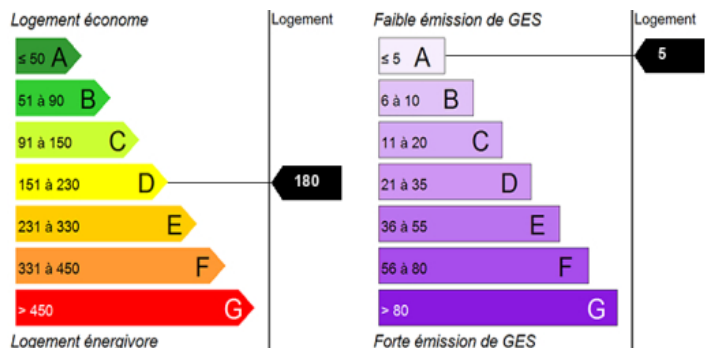 Logement économe
Logement
≤ 50 A
51 à 90 B
91 à 150 C
151 à 230 D
180
231 à 330 E
331 à 450 F
> 450 G
Logement énergivore
Faible émission de GES
Logement
≤ 5 A
5
6 à 10 B
11 à 20 C
21 à 35 D
36 à 55 E
56 à 80 F
> 80 G
Forte émission de GES